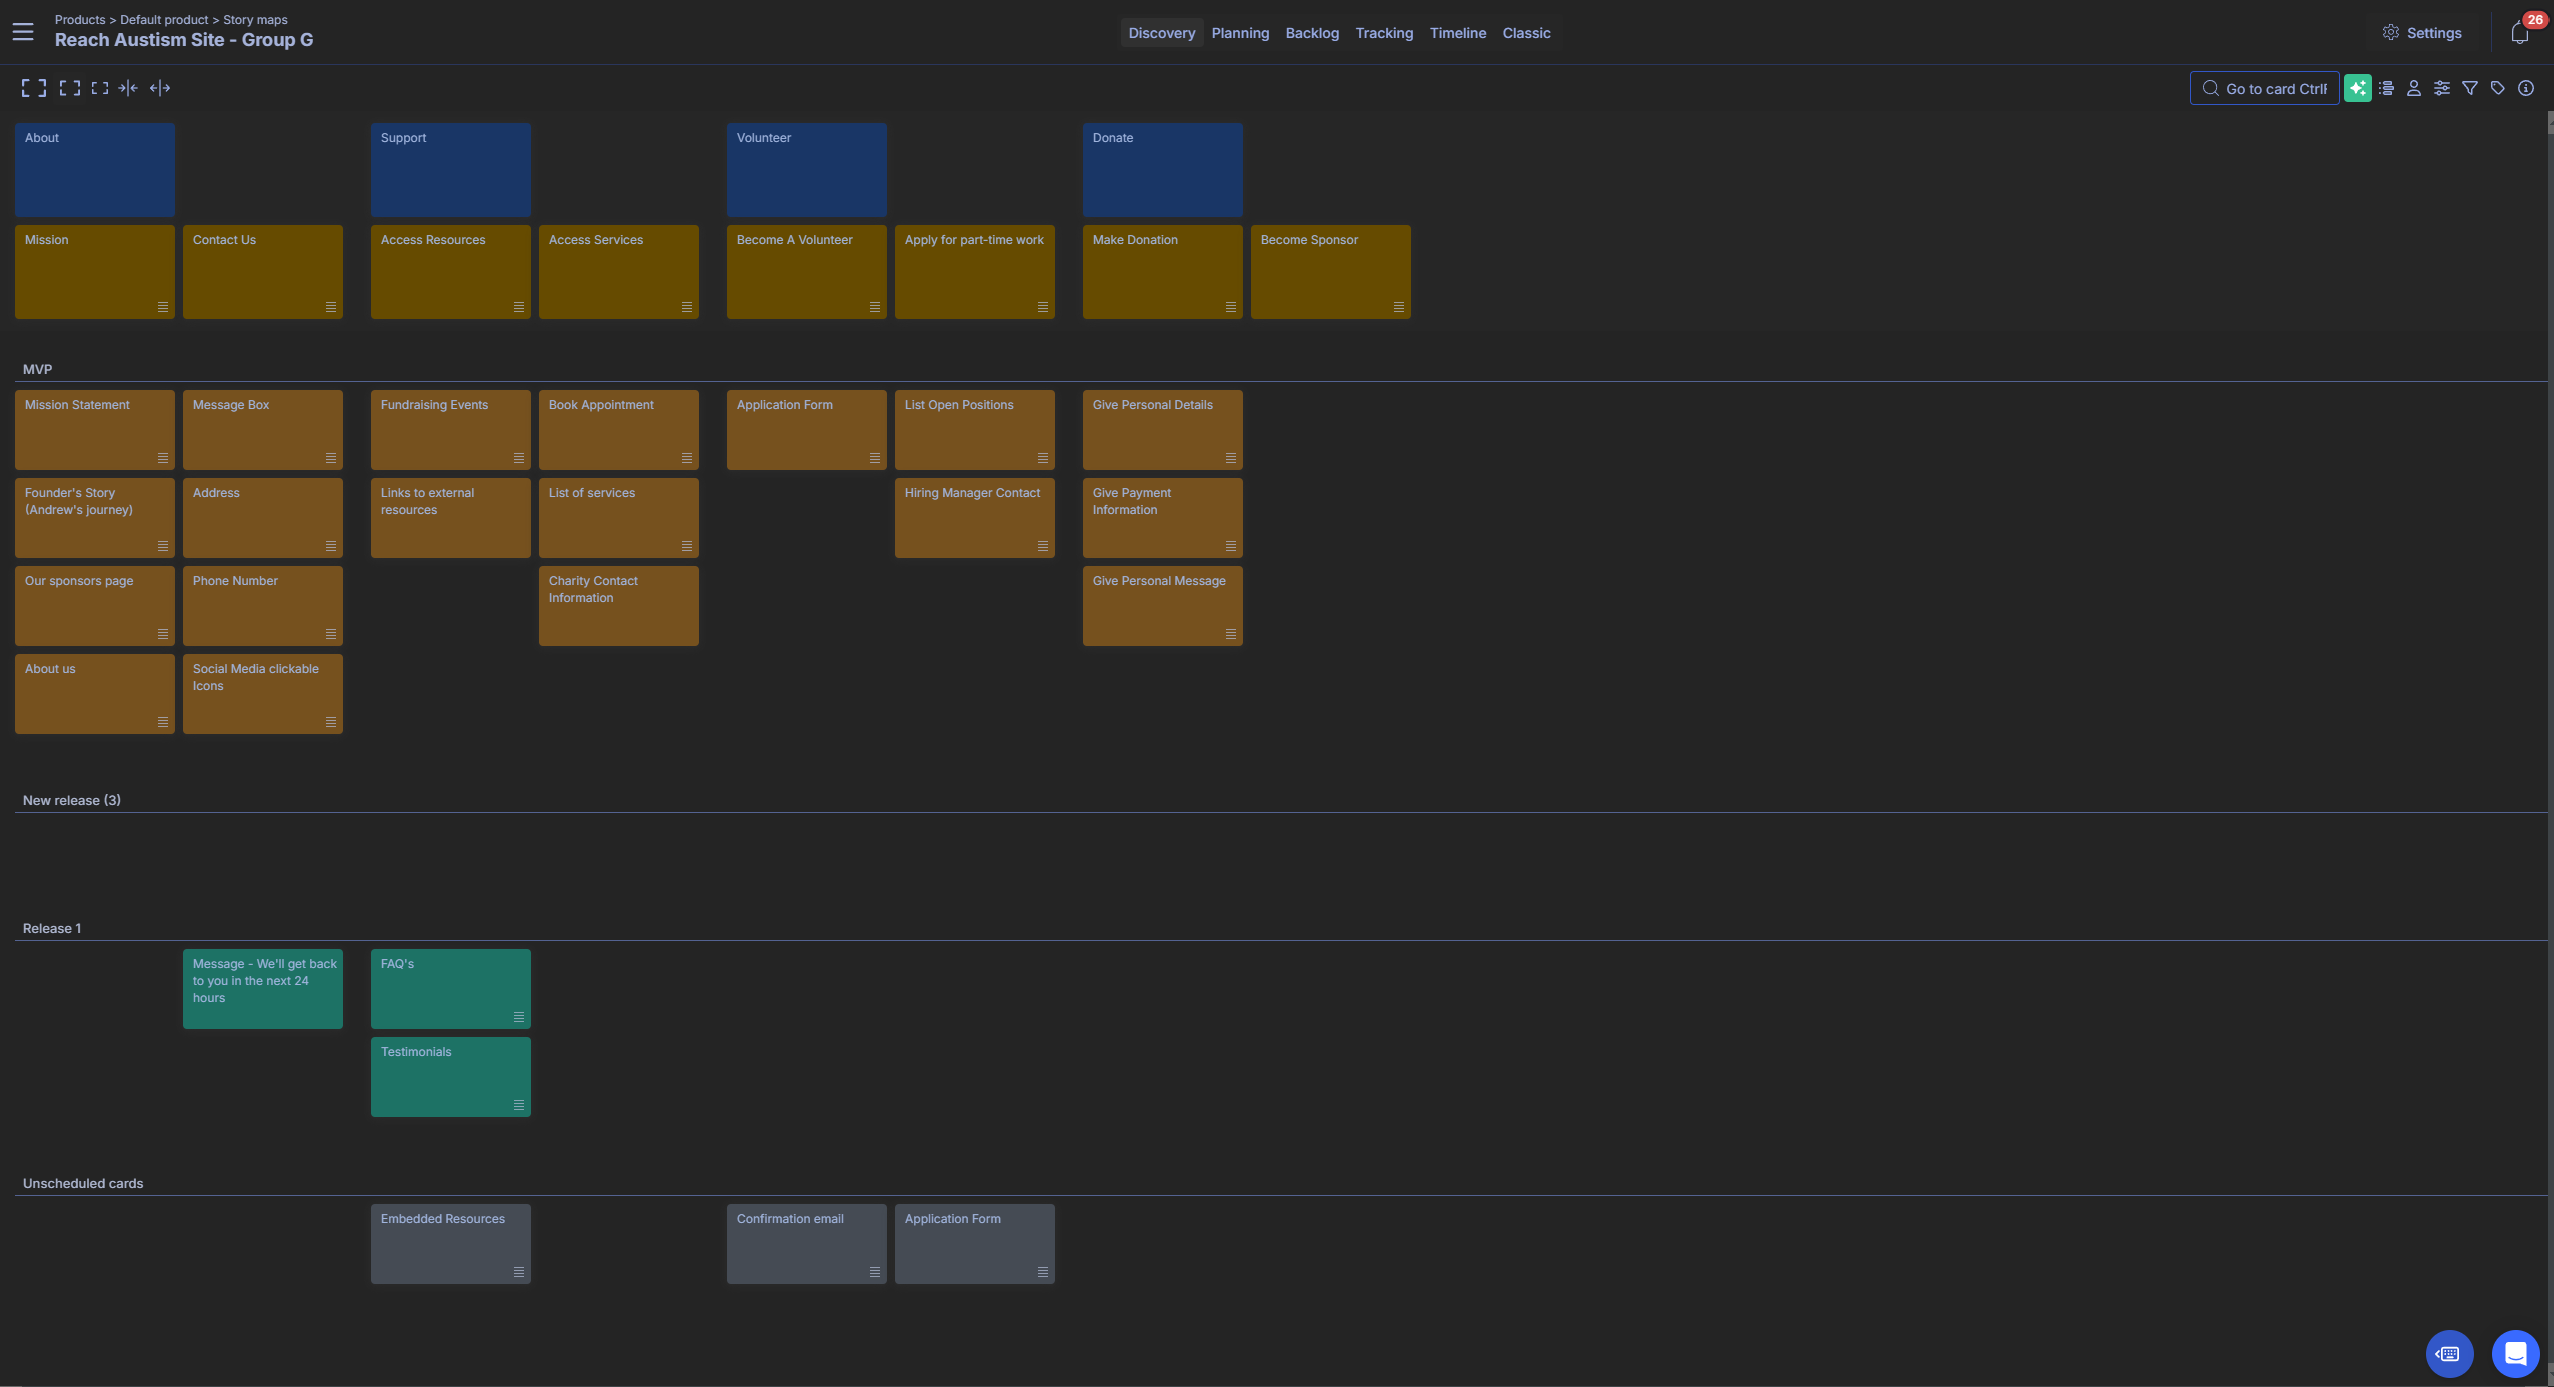 Products > Default product > Story maps
Reach Austism Site - Group G
Discovery
Planning
Backlog
Tracking
Timeline
Classic
Settings
26
Go to card Ctrl
About
Support
Volunteer
Donate
Mission
Contact Us
Access Resources
Access Services
Become A Volunteer
Apply for part-time work
Make Donation
Become Sponsor
MVP
Mission Statement
Message Box
Fundraising Events
Book Appointment
Application Form
List Open Positions
Give Personal Details
Founder's Story
(Andrew's journey)
Address
Links to external
resources
List of services
Hiring Manager Contact
Give Payment
Information
Our sponsors page
Phone Number
Charity Contact
Information
Give Personal Message
About us
Social Media clickable
Icons
New release (3)
Release 1
Message - We'll get back
to you in the next 24
hours
FAQ's
Testimonials
Unscheduled cards
Embedded Resources
Confirmation email
Application Form